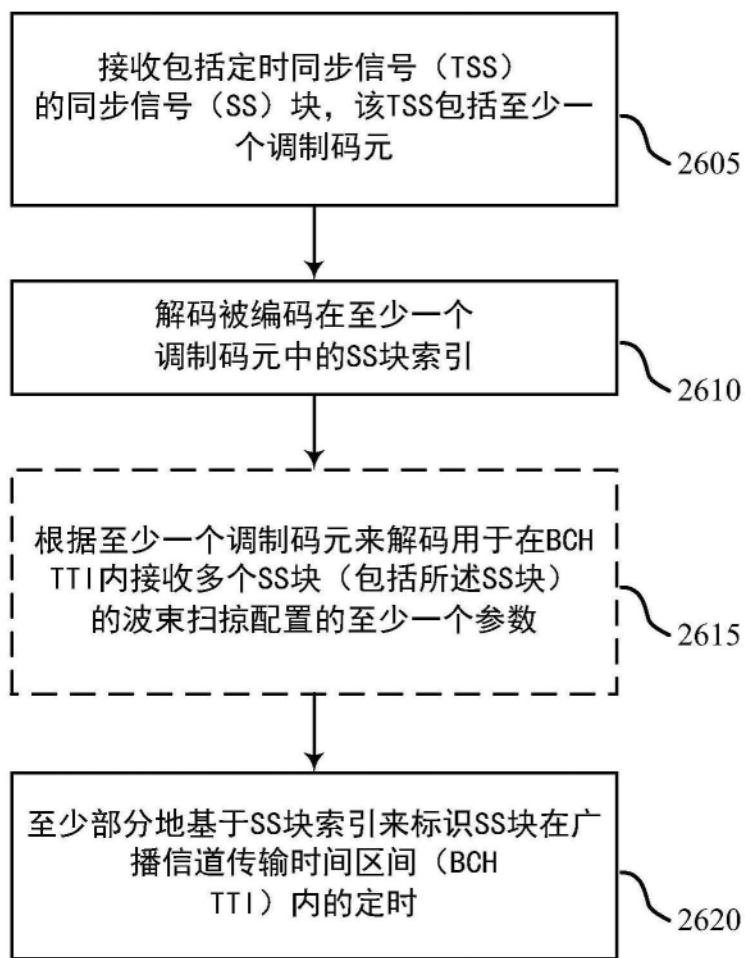 接收包括定时同步信号（TSS）
的同步信号（SS）块，该TSS包括至少一
个调制码元
2605
解码被编码在至少一个
调制码元中的SS块索引
2610
根据至少一个调制码元来解码用于在BCH
TTI内接收多个SS块（包括所述SS块）
的波束扫掠配置的至少一个参数
2615
至少部分地基于SS块索引来标识SS块在广
播信道传输时间区间（BCH
TTI）内的定时
2620